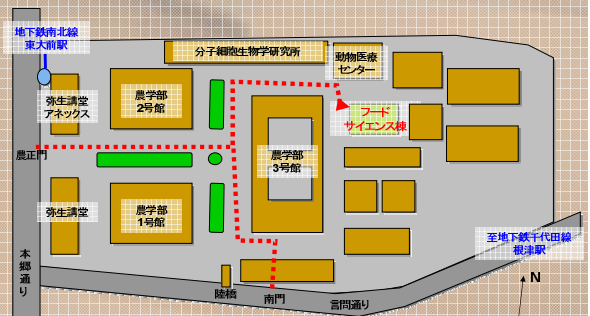 地下鉄南北線
東大前駅
分子細胞生物学研究所
動物医療
センター
弥生講堂
アネックス
農学部
2号館
フード
サイエンス棟
農正門
農学部
3号館
弥生講堂
農学部
1号館
至地下鉄千代田線
根津駅
本郷通り
陸橋
南門
言問通り
N